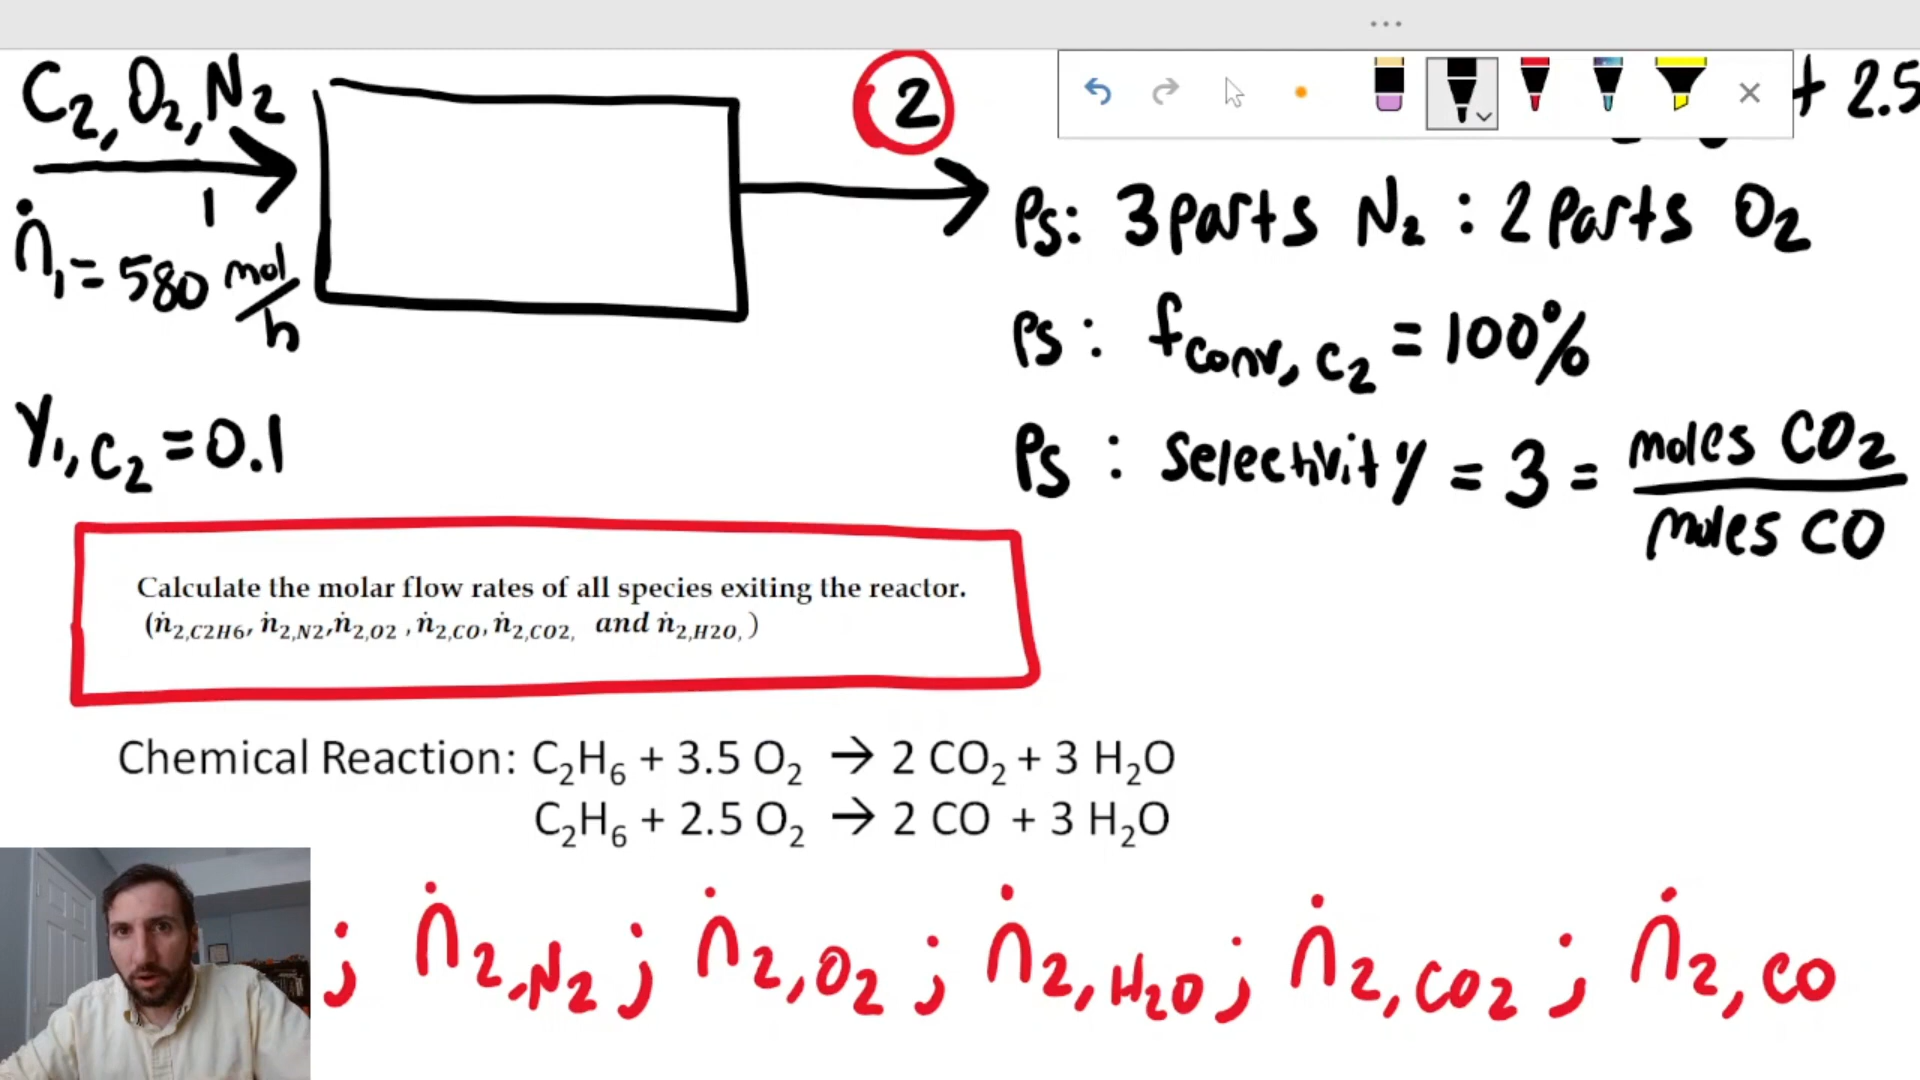 C2, O2, N2
1
ṅ1 = 580 mol/h
2
+ 2.5
Ps: 3 parts N2 : 2 parts O2
Ps : fconv, C2 = 100%
Ps : Selectivity = 3 = moles CO2 / moles CO
Y1, C2 = 0.1
Calculate the molar flow rates of all species exiting the reactor.
(ṅ2,C2H6, ṅ2,N2,ṅ2,O2 ,ṅ2,CO, ṅ2,CO2, and ṅ2,H2O, )
Chemical Reaction: C2H6 + 3.5 O2 → 2 CO2 + 3 H2O
C2H6 + 2.5 O2 → 2 CO + 3 H2O
; ṅ2,N2 ; ṅ2,O2 ; ṅ2,H2O ; ṅ2,CO2 ; ṅ2,CO